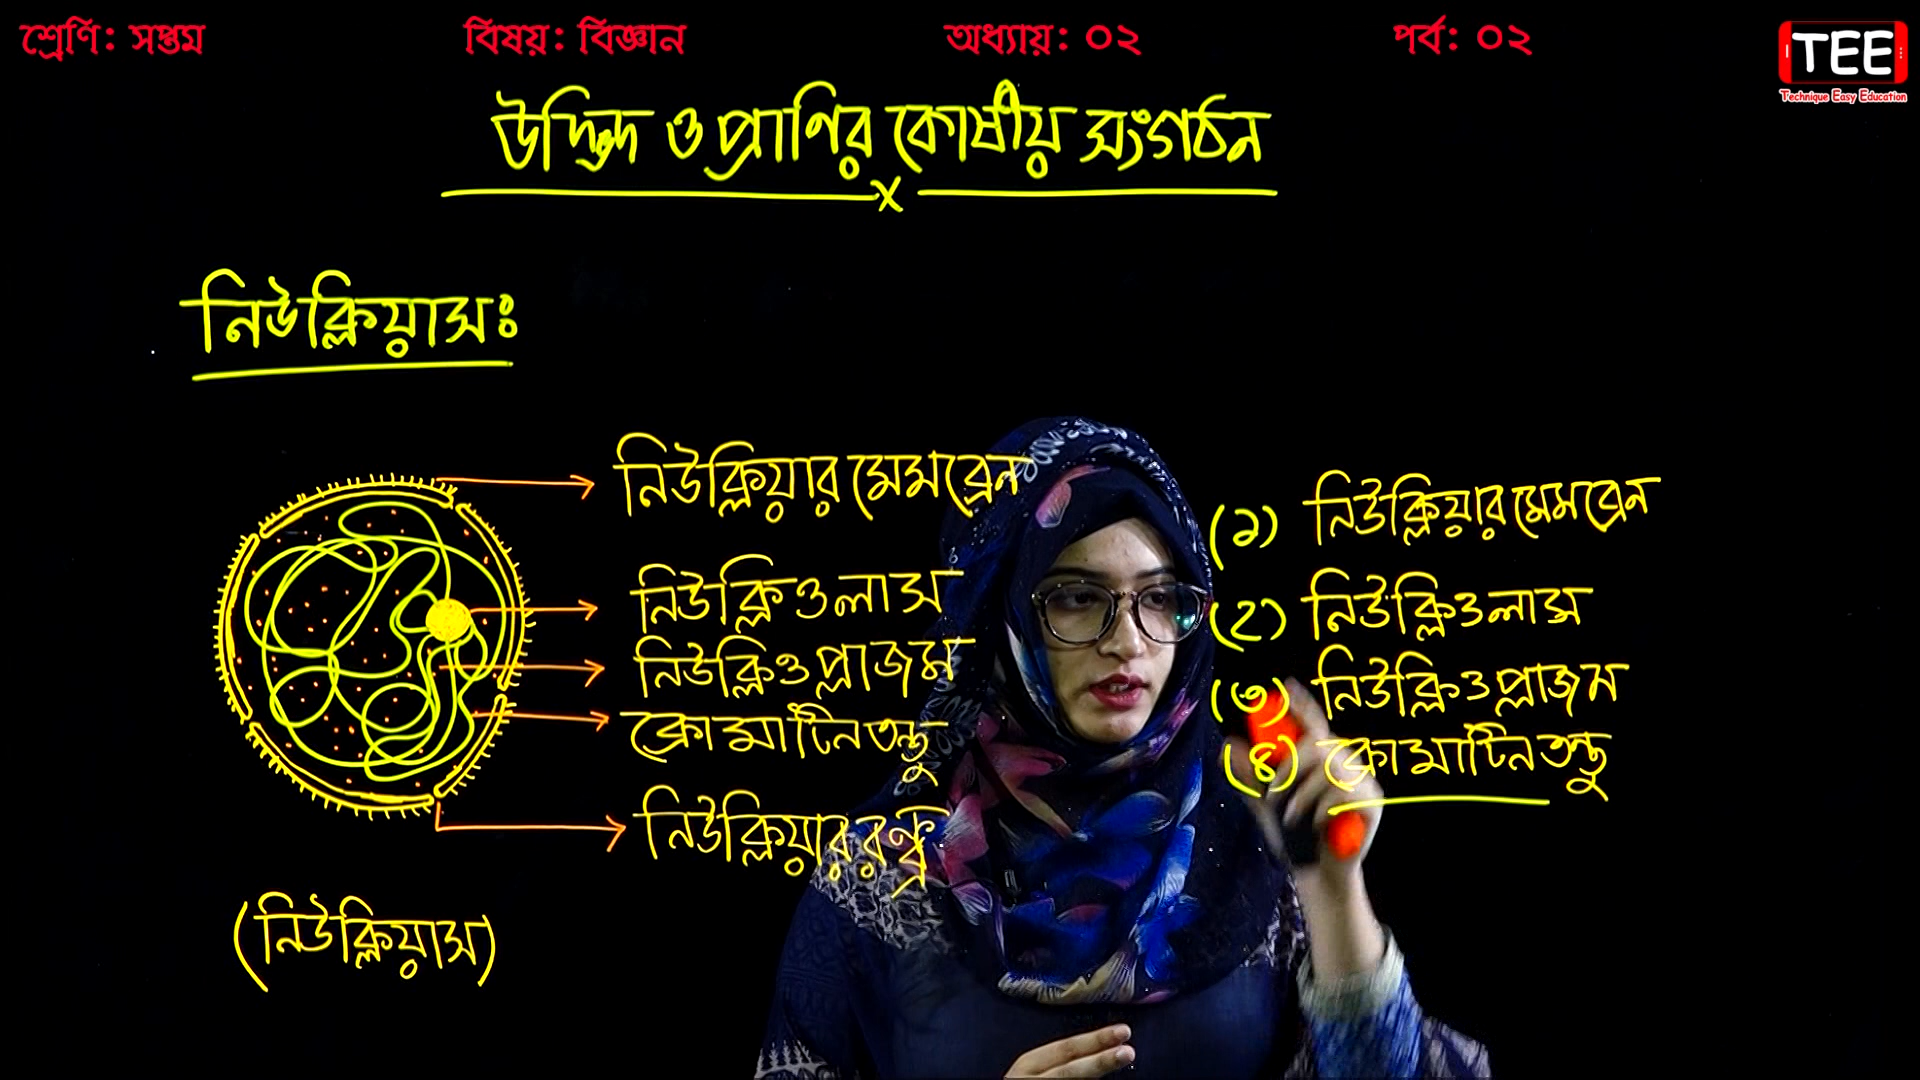 শ্রেণি: সপ্তম
বিষয়: বিজ্ঞান
অধ্যায়: ০২
পর্ব: ০২
TEE
Technique Easy Education
উদ্ভিদ ও প্রাণির কোষীয় সংগঠন
x
নিউক্লিয়াসঃ
নিউক্লিয়ার মেমব্রেন
নিউক্লিওলাস
নিউক্লিওপ্লাজম
ক্রোমাটিন তন্তু
নিউক্লিয়ার রন্ধ্র
(নিউক্লিয়াস)
(১) নিউক্লিয়ার মেমব্রেন
(২) নিউক্লিওলাস
(৩) নিউক্লিওপ্লাজম
(৪) ক্রোমাটিন তন্তু